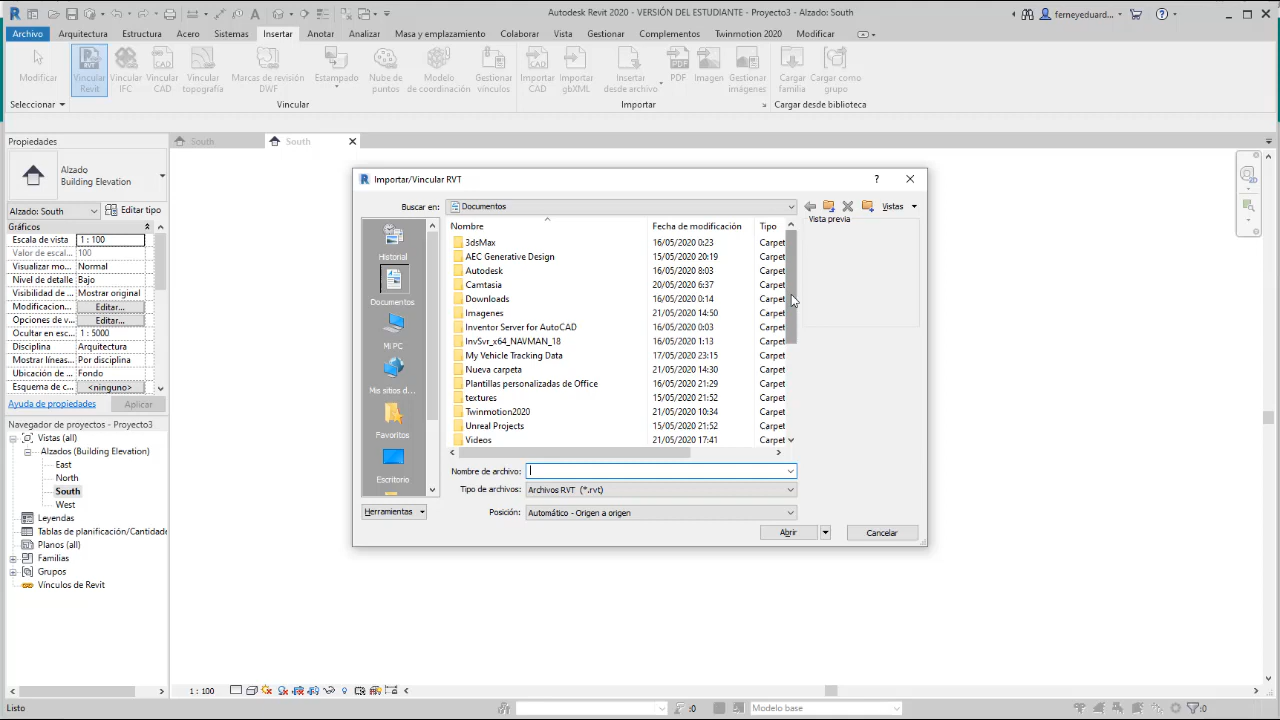 Autodesk Revit 2020 - VERSIÓN DEL ESTUDIANTE - Proyecto3 - Alzado: South
ferneyeduard...
Archivo Arquitectura Estructura Acero Sistemas Insertar Anotar Analizar Masa y emplazamiento Colaborar Vista Gestionar Complementos Twinmotion 2020 Modificar
Modificar
Vincular Revit
Vincular IFC
Vincular CAD
Vincular topografía
Marcas de revisión DWF
Estampado
Nube de puntos
Modelo de coordinación
Gestionar vínculos
Importar CAD
Importar gbXML
Insertar desde archivo
PDF
Imagen
Gestionar imágenes
Cargar familia
Cargar como grupo
Seleccionar
Vincular
Importar
Cargar desde biblioteca
Propiedades
South
South
Alzado
Building Elevation
Alzado: South
Editar tipo
Gráficos
Escala de vista 1 : 100
Valor de escal... 100
Visualizar mo... Normal
Nivel de detalle Bajo
Visibilidad de ... Mostrar original
Modificacion... Editar...
Opciones de v... Editar...
Ocultar en esc... 1 : 5000
Disciplina Arquitectura
Mostrar líneas... Por disciplina
Ubicación de ... Fondo
Esquema de c... <ninguno>
Ayuda de propiedades
Aplicar
Navegador de proyectos - Proyecto3
Vistas (all)
Alzados (Building Elevation)
East
North
South
West
Leyendas
Tablas de planificación/Cantidade
Planos (all)
Familias
Grupos
Vínculos de Revit
Importar/Vincular RVT
Buscar en: Documentos
Vistas
Vista previa
Historial
Documentos
Mi PC
Mis sitios d...
Favoritos
Escritorio
Nombre Fecha de modificación Tipo
3dsMax 16/05/2020 0:23 Carpet
AEC Generative Design 15/05/2020 20:19 Carpet
Autodesk 16/05/2020 8:03 Carpet
Camtasia 20/05/2020 6:37 Carpet
Downloads 16/05/2020 0:14 Carpet
Imagenes 21/05/2020 14:50 Carpet
Inventor Server for AutoCAD 16/05/2020 0:03 Carpet
InvSvr_x64_NAVMAN_18 16/05/2020 1:13 Carpet
My Vehicle Tracking Data 17/05/2020 23:15 Carpet
Nueva carpeta 21/05/2020 14:30 Carpet
Plantillas personalizadas de Office 16/05/2020 21:29 Carpet
textures 15/05/2020 21:52 Carpet
Twinmotion2020 21/05/2020 10:34 Carpet
Unreal Projects 15/05/2020 21:52 Carpet
Videos 21/05/2020 17:41 Carpet
Nombre de archivo:
Tipo de archivos: Archivos RVT (*.rvt)
Herramientas
Posición: Automático - Origen a origen
Abrir
Cancelar
1 : 100
Listo
:0
Modelo base
:0